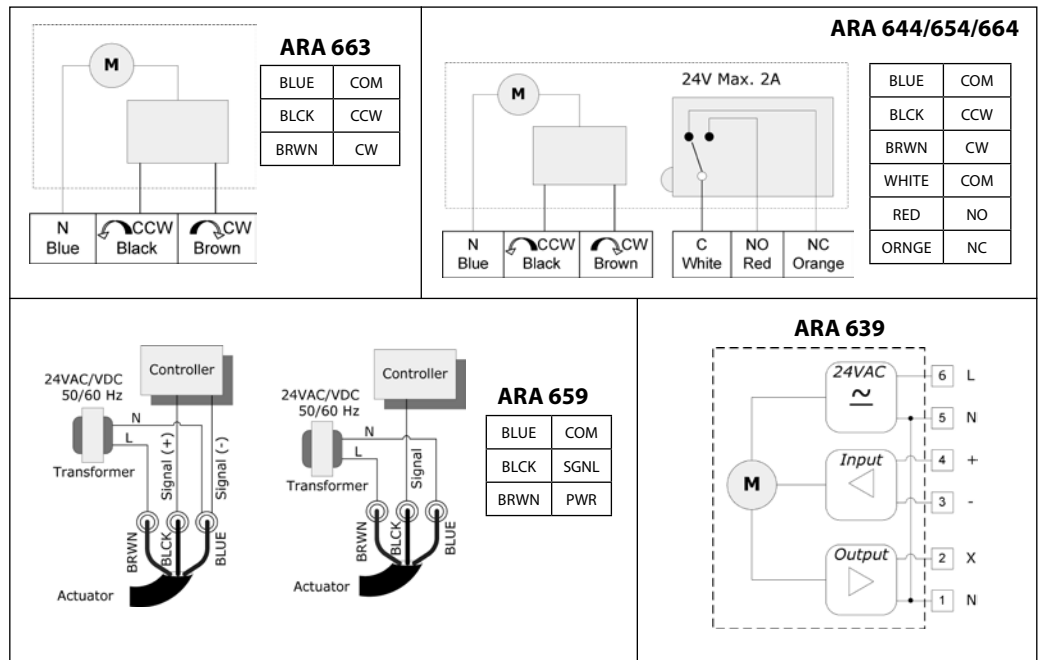 ARA 663
M
BLUE COM
BLCK CCW
BRWN CW
N CCW CW
Blue Black Brown
ARA 644/654/664
24V Max. 2A
M
BLUE COM
BLCK CCW
BRWN CW
WHITE COM
RED NO
ORNGE NC
N CCW CW C NO NC
Blue Black Brown White Red Orange
Controller
24VAC/VDC
50/60 Hz
N
L
Transformer
Signal (+)
Signal (-)
BRWN
BLCK
BLUE
Actuator
Controller
24VAC/VDC
50/60 Hz
N
L
Transformer
Signal
BRWN
BLCK
BLUE
Actuator
ARA 659
BLUE COM
BLCK SGNL
BRWN PWR
ARA 639
24VAC
~
6 L
5 N
Input
4 +
M
3 -
Output
2 X
1 N